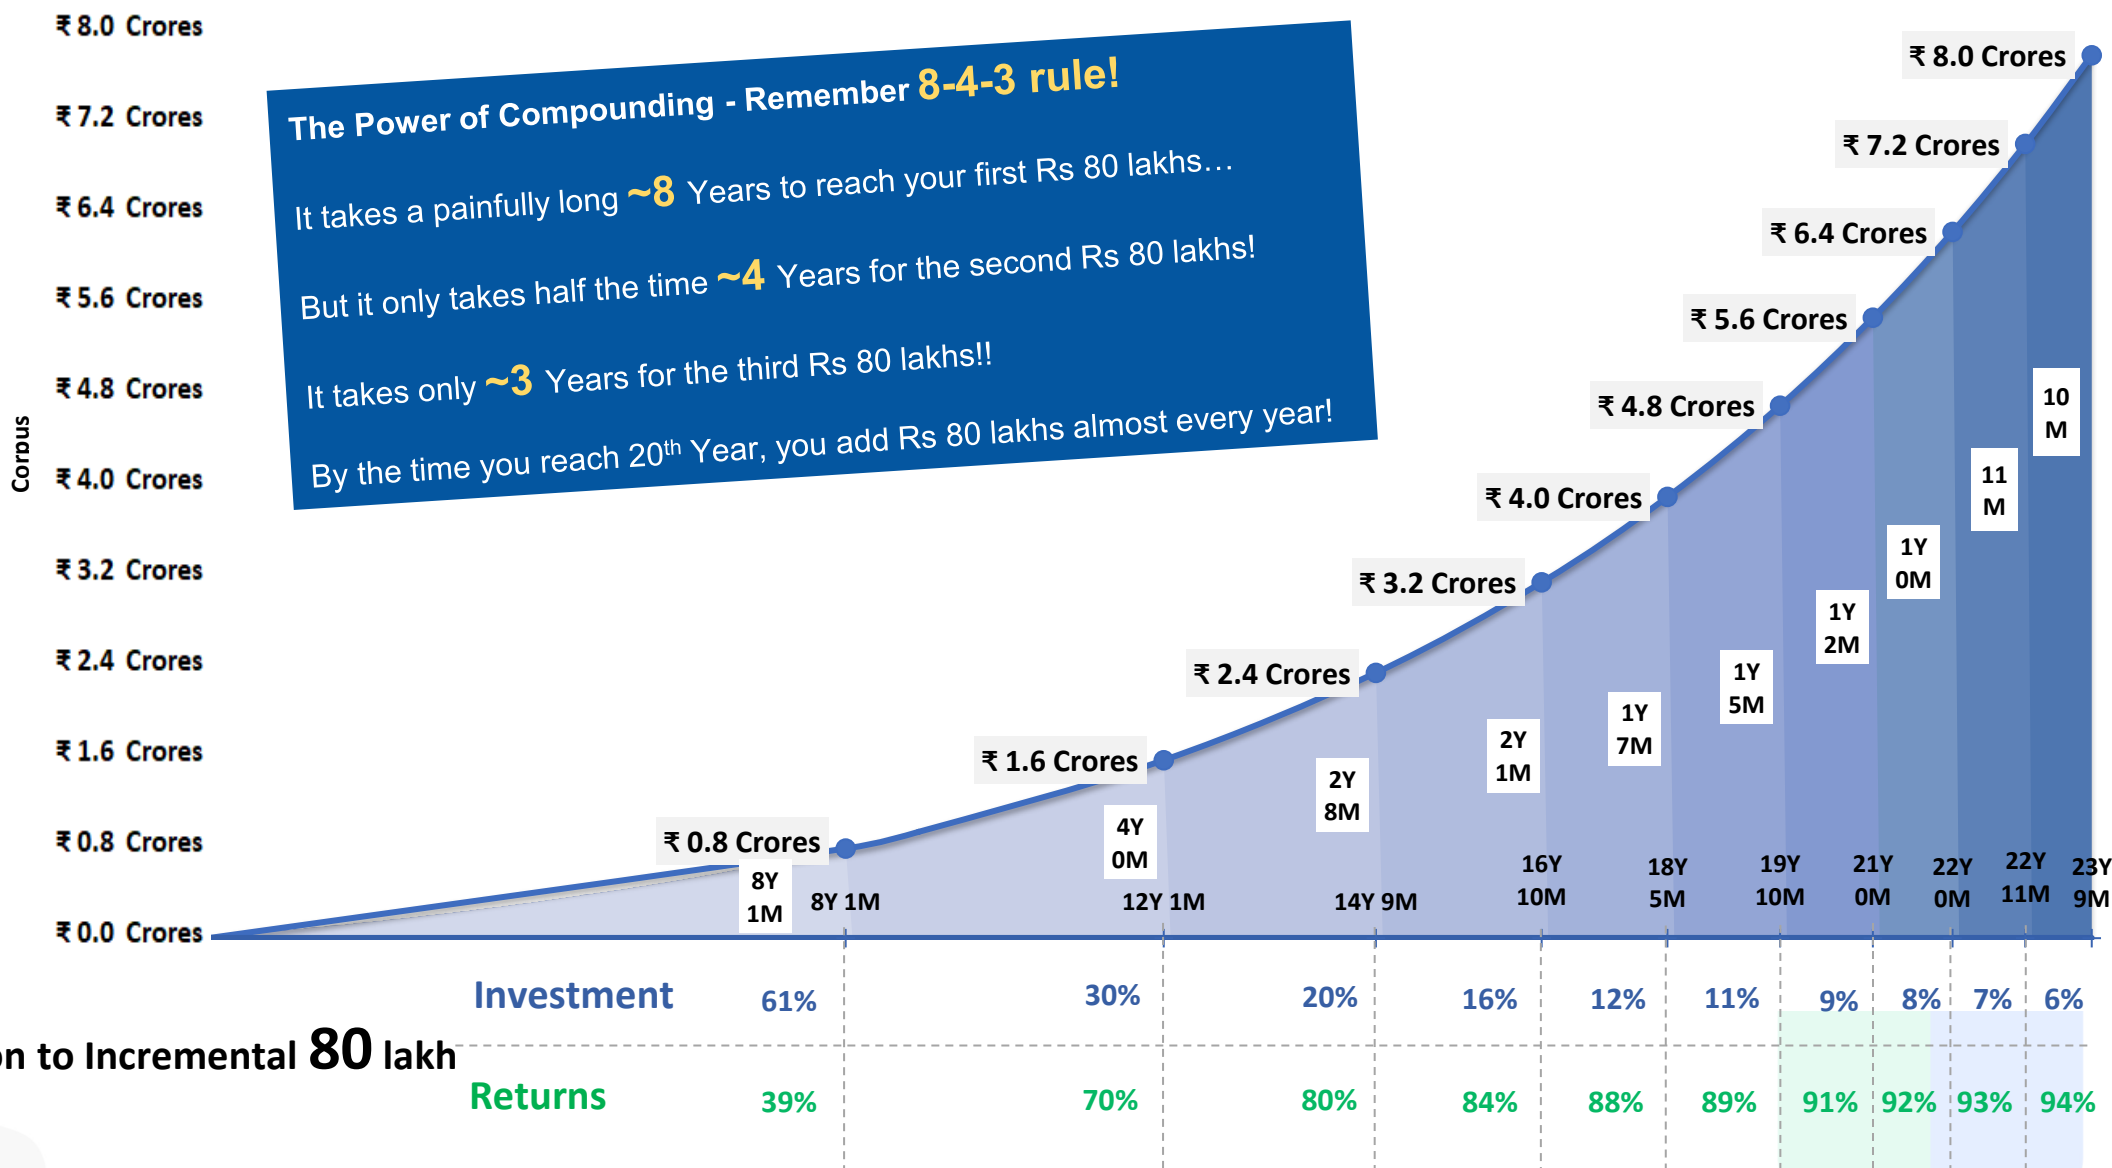 ₹ 8.0 Crores
₹ 7.2 Crores
₹ 6.4 Crores
₹ 5.6 Crores
₹ 4.8 Crores
₹ 4.0 Crores
₹ 3.2 Crores
₹ 2.4 Crores
₹ 1.6 Crores
₹ 0.8 Crores
₹ 0.0 Crores
Corpus
The Power of Compounding - Remember 8-4-3 rule!
It takes a painfully long ~8 Years to reach your first Rs 80 lakhs…
But it only takes half the time ~4 Years for the second Rs 80 lakhs!
It takes only ~3 Years for the third Rs 80 lakhs!!
By the time you reach 20th Year, you add Rs 80 lakhs almost every year!
₹ 0.8 Crores
₹ 1.6 Crores
₹ 2.4 Crores
₹ 3.2 Crores
₹ 4.0 Crores
₹ 4.8 Crores
₹ 5.6 Crores
₹ 6.4 Crores
₹ 7.2 Crores
₹ 8.0 Crores
8Y
1M
4Y
0M
2Y
8M
2Y
1M
1Y
7M
1Y
5M
1Y
2M
1Y
0M
11
M
10
M
8Y 1M
12Y 1M
14Y 9M
16Y
10M
18Y
5M
19Y
10M
21Y
0M
22Y
0M
22Y
11M
23Y
9M
Investment 61% 30% 20% 16% 12% 11% 9% 8% 7% 6%
on to Incremental 80 lakh
Returns 39% 70% 80% 84% 88% 89% 91% 92% 93% 94%